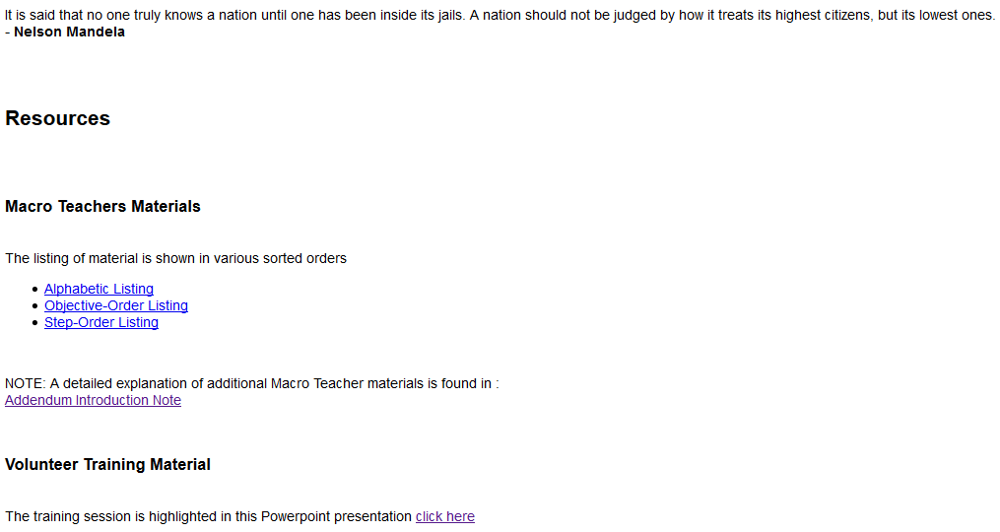 It is said that no one truly knows a nation until one has been inside its jails. A nation should not be judged by how it treats its highest citizens, but its lowest ones.
- Nelson Mandela
Resources
Macro Teachers Materials
The listing of material is shown in various sorted orders
• Alphabetic Listing
• Objective-Order Listing
• Step-Order Listing
NOTE: A detailed explanation of additional Macro Teacher materials is found in :
Addendum Introduction Note
Volunteer Training Material
The training session is highlighted in this Powerpoint presentation click here